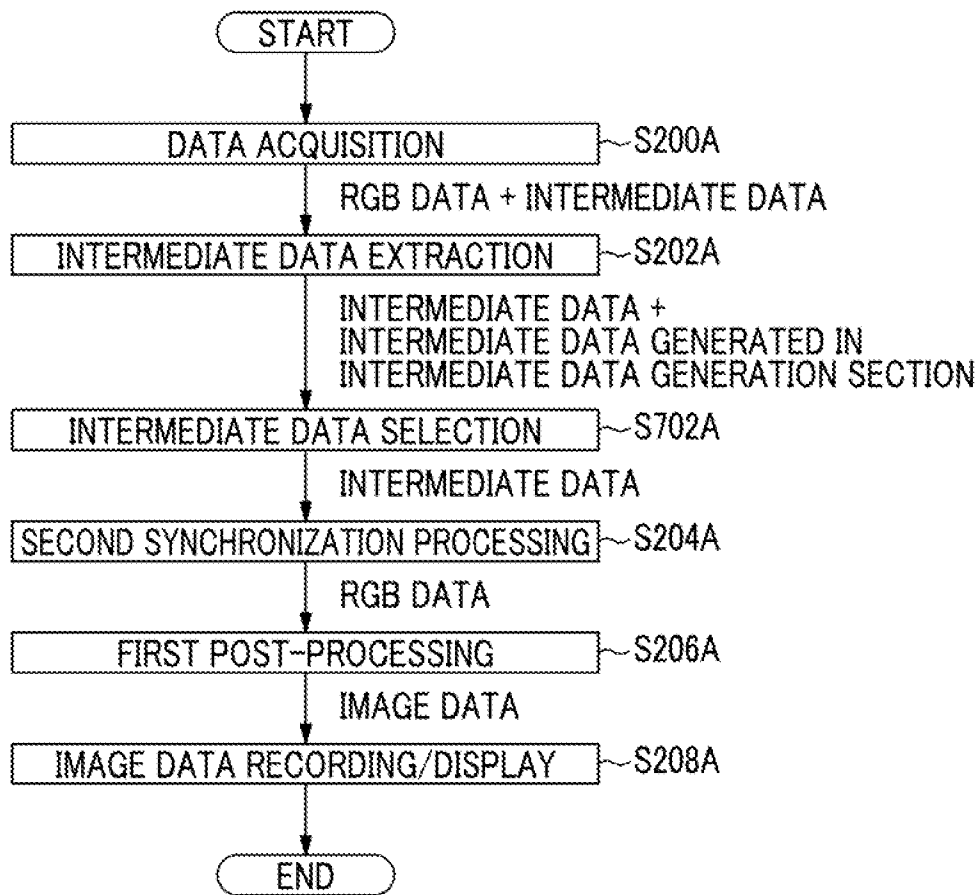 START
DATA ACQUISITION
S200A
RGB DATA + INTERMEDIATE DATA
INTERMEDIATE DATA EXTRACTION
S202A
INTERMEDIATE DATA +
INTERMEDIATE DATA GENERATED IN
INTERMEDIATE DATA GENERATION SECTION
INTERMEDIATE DATA SELECTION
S702A
INTERMEDIATE DATA
SECOND SYNCHRONIZATION PROCESSING
S204A
RGB DATA
FIRST POST-PROCESSING
S206A
IMAGE DATA
IMAGE DATA RECORDING/DISPLAY
S208A
END